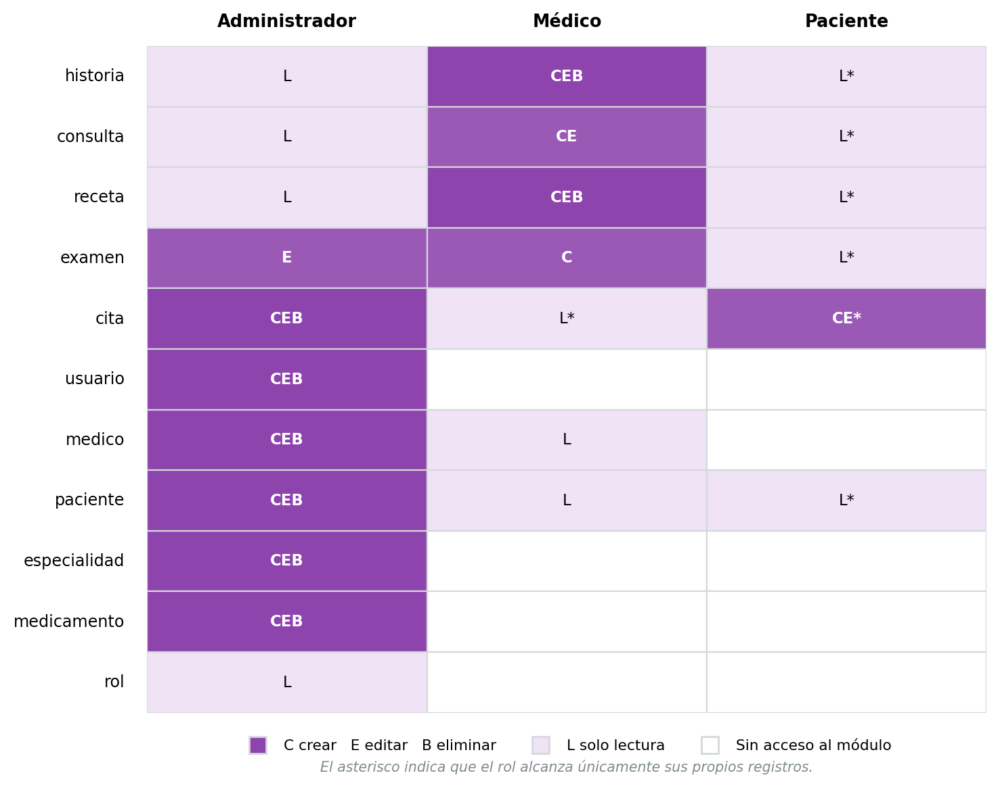 Administrador Médico Paciente
historia L CEB L*
consulta L CE L*
receta L CEB L*
examen E C L*
cita CEB L* CE*
usuario CEB
medico CEB L
paciente CEB L L*
especialidad CEB
medicamento CEB
rol L
C crear E editar B eliminar L solo lectura Sin acceso al módulo
El asterisco indica que el rol alcanza únicamente sus propios registros.